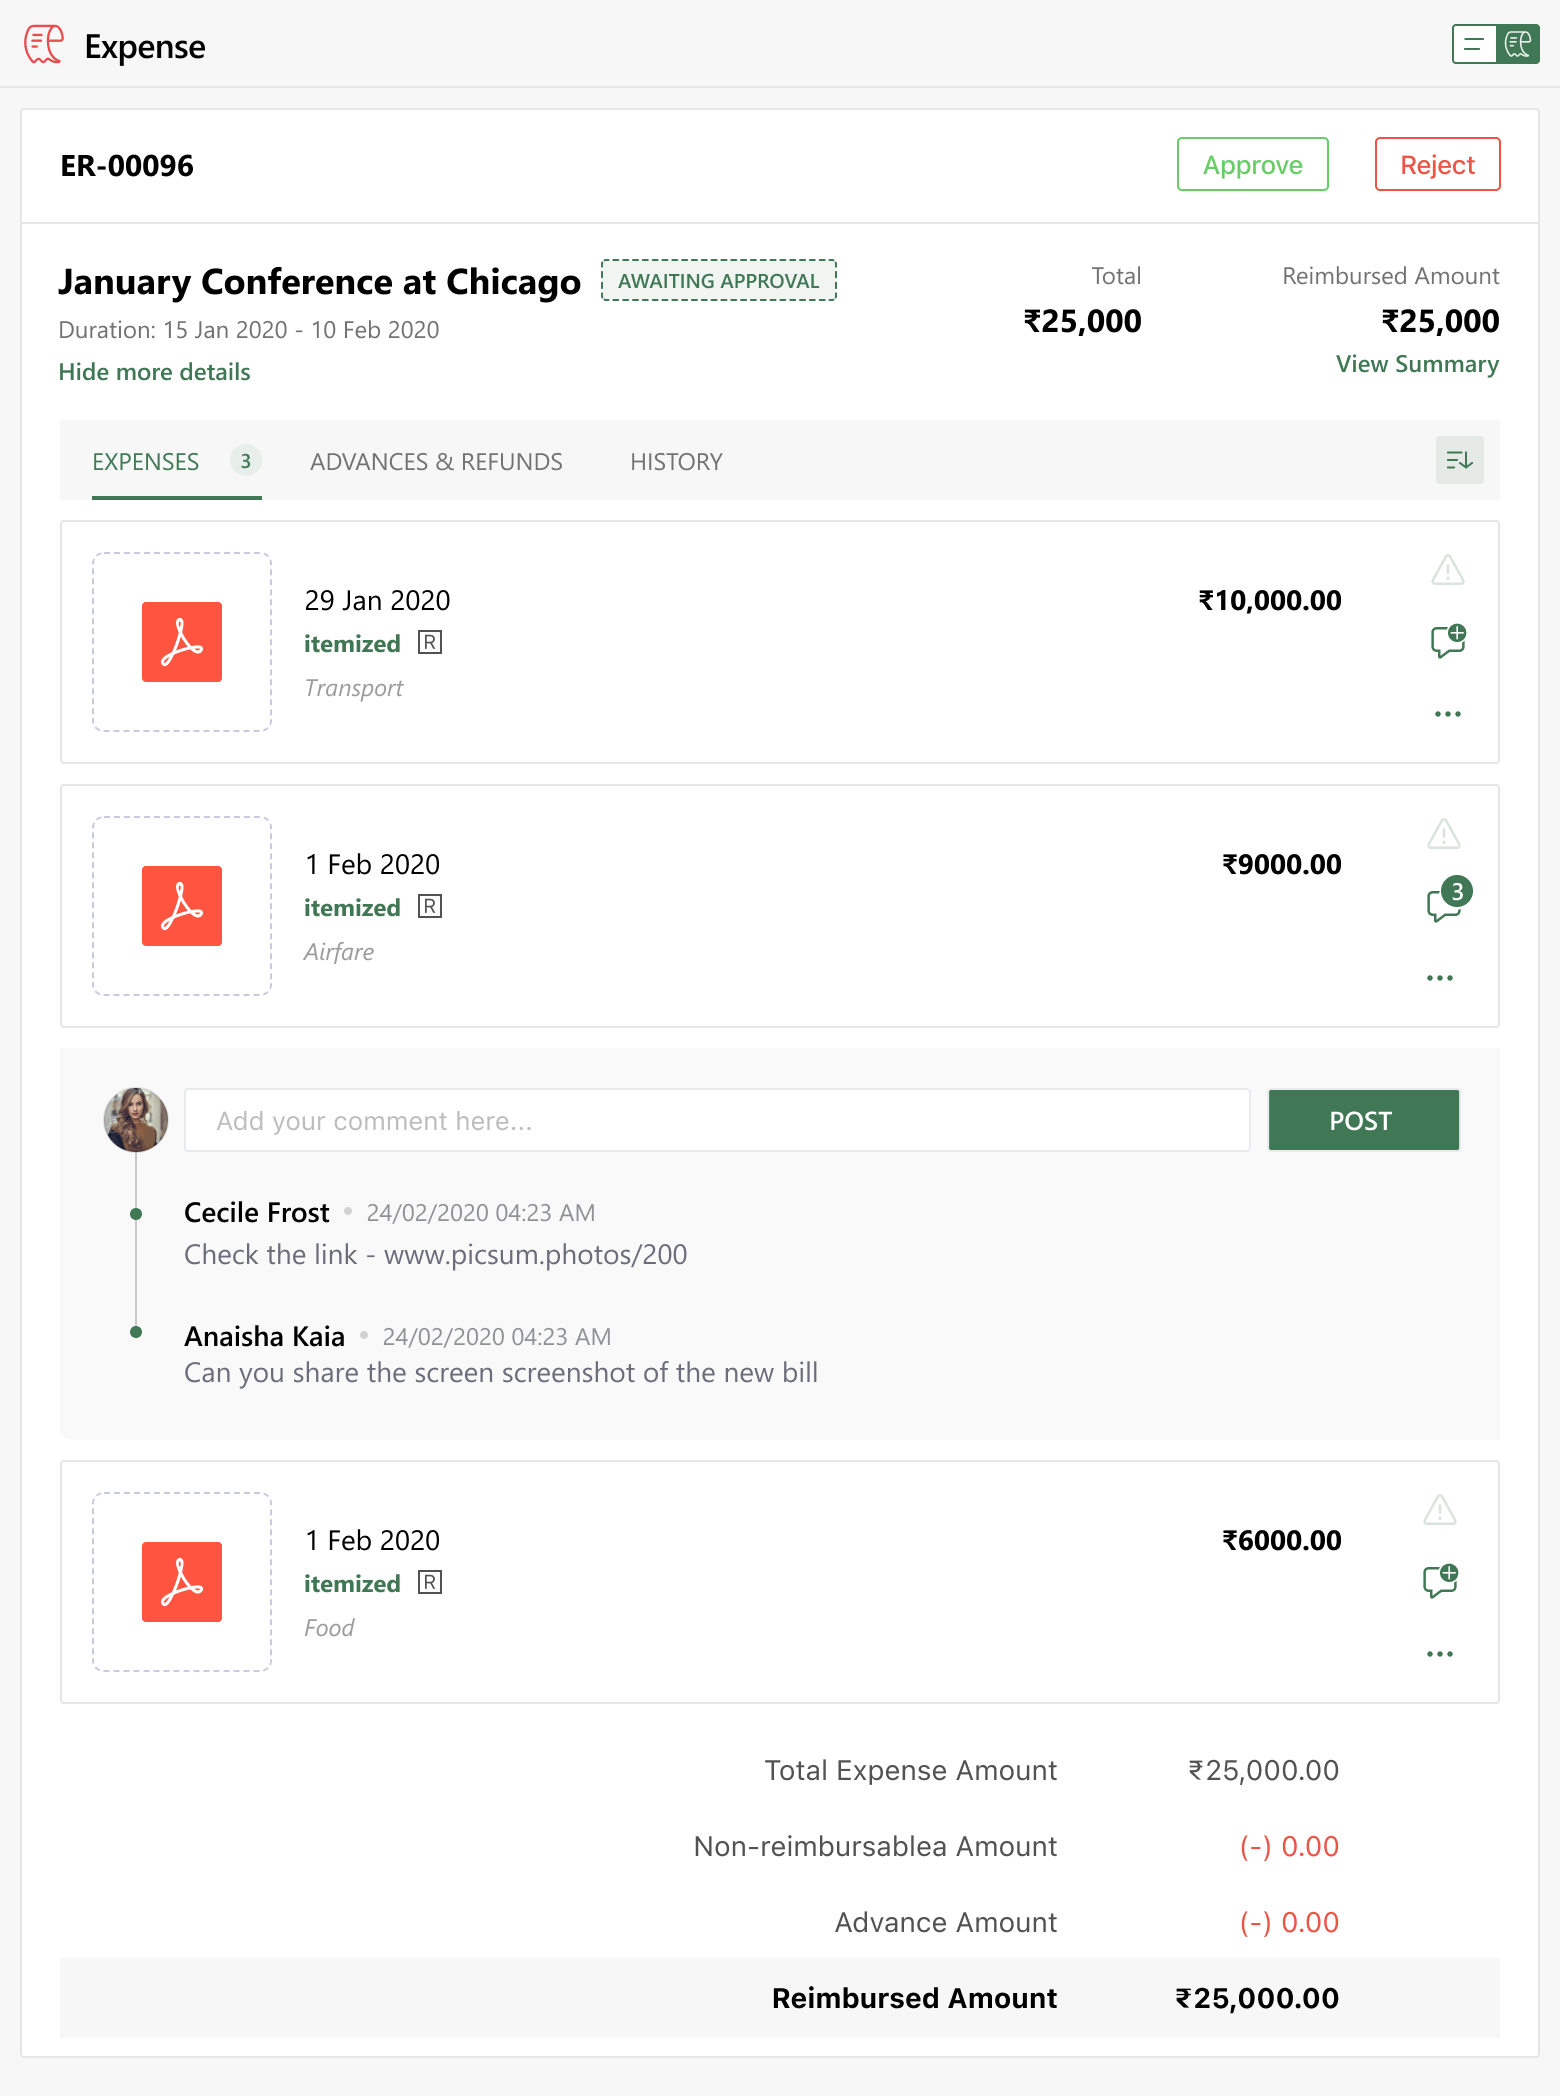 Expense
ER-00096
Approve
Reject
January Conference at Chicago
AWAITING APPROVAL
Duration: 15 Jan 2020 - 10 Feb 2020
Hide more details
Total
₹25,000
Reimbursed Amount
₹25,000
View Summary
EXPENSES 3
ADVANCES & REFUNDS
HISTORY
29 Jan 2020
itemized R
Transport
₹10,000.00
1 Feb 2020
itemized R
Airfare
₹9000.00
3
Add your comment here...
POST
Cecile Frost • 24/02/2020 04:23 AM
Check the link - www.picsum.photos/200
Anaisha Kaia • 24/02/2020 04:23 AM
Can you share the screen screenshot of the new bill
1 Feb 2020
itemized R
Food
₹6000.00
Total Expense Amount ₹25,000.00
Non-reimbursablea Amount (-) 0.00
Advance Amount (-) 0.00
Reimbursed Amount ₹25,000.00